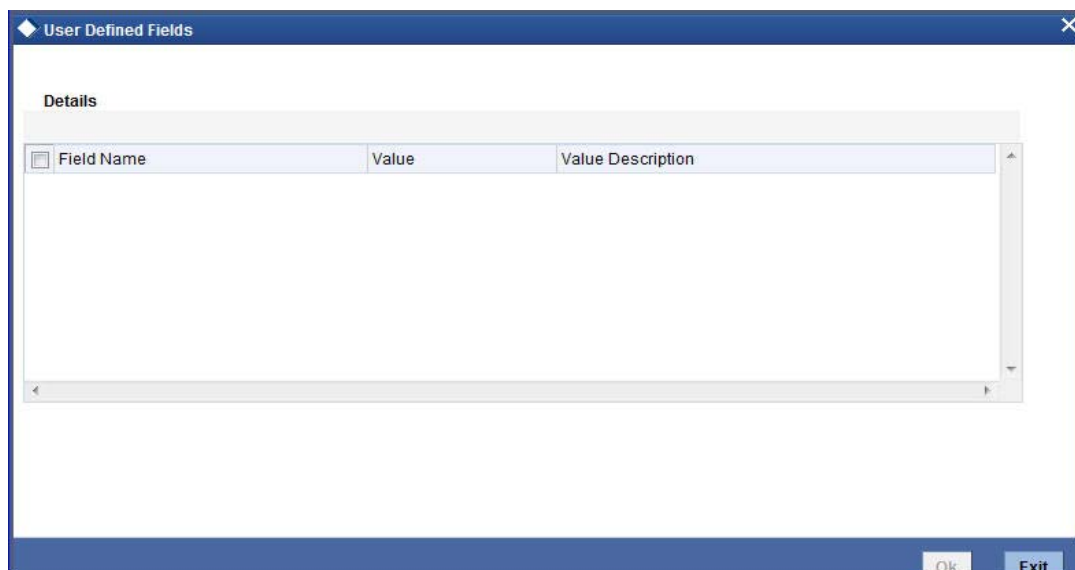 User Defined Fields
Details
Field Name Value Value Description
Ok Exit